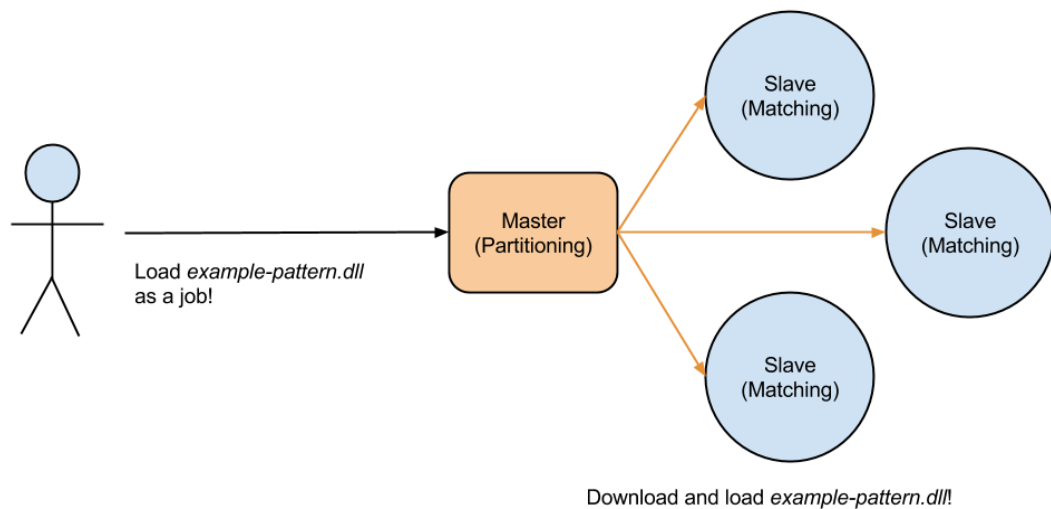 Slave
(Matching)
Master
(Partitioning)
Slave
(Matching)
Load example-pattern.dll
as a job!
Slave
(Matching)
Download and load example-pattern.dll!